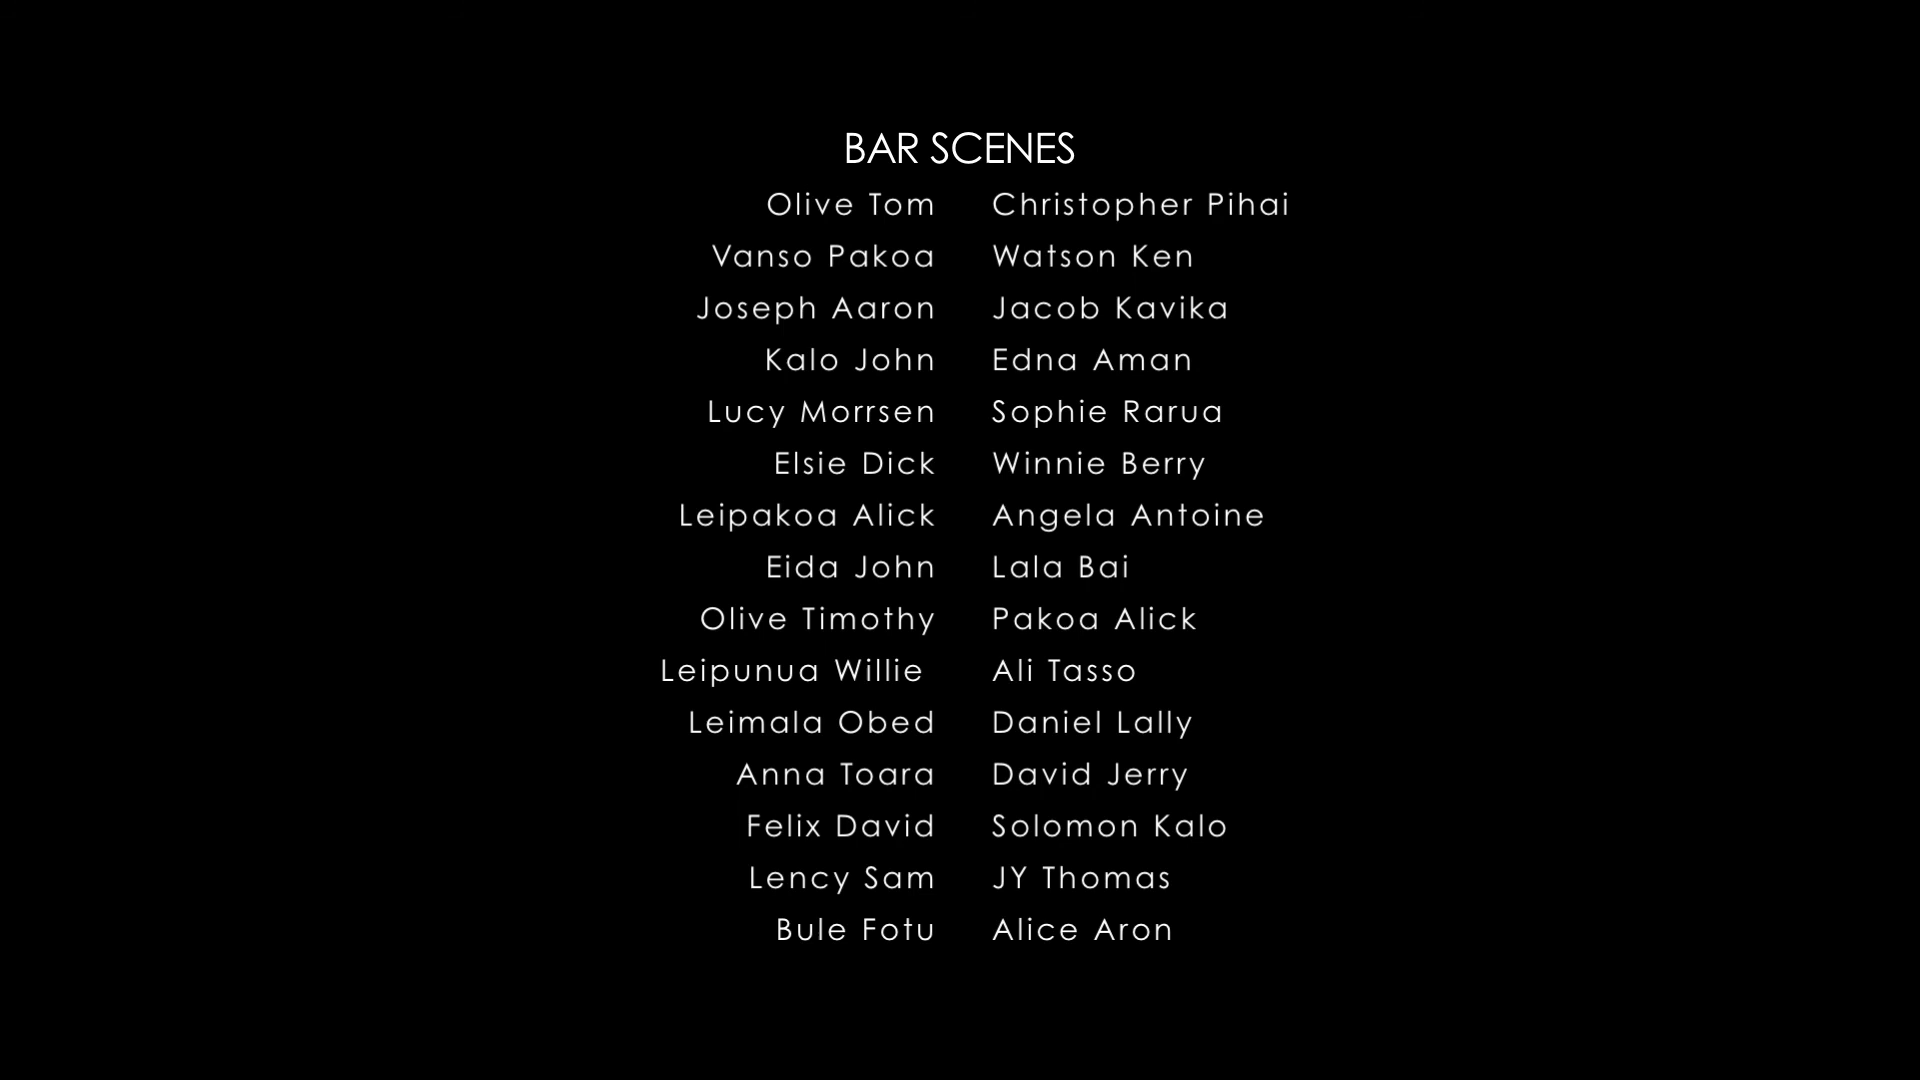 BAR SCENES
Olive Tom Christopher Pihai
Vanso Pakoa Watson Ken
Joseph Aaron Jacob Kavika
Kalo John Edna Aman
Lucy Morrsen Sophie Rarua
Elsie Dick Winnie Berry
Leipakoa Alick Angela Antoine
Eida John Lala Bai
Olive Timothy Pakoa Alick
Leipunua Willie Ali Tasso
Leimala Obed Daniel Lally
Anna Toara David Jerry
Felix David Solomon Kalo
Lency Sam JY Thomas
Bule Fotu Alice Aron